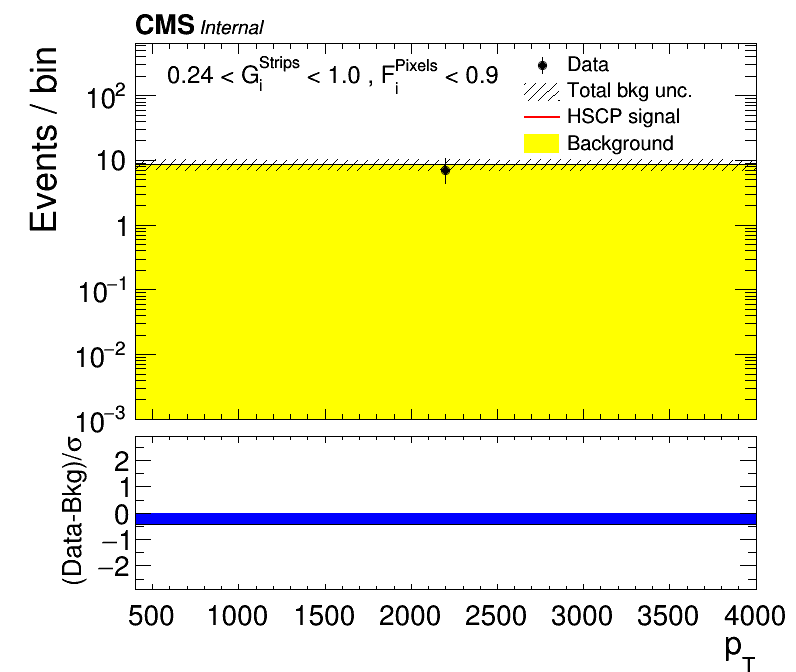 CMS Internal
0.24 < G_i^Strips < 1.0 , F_i^Pixels < 0.9
Data
Total bkg unc.
HSCP signal
Background
Events / bin
10^2
10
1
10^−1
10^−2
10^−3
(Data-Bkg)/σ
2
1
0
−1
−2
500 1000 1500 2000 2500 3000 3500 4000
p_T